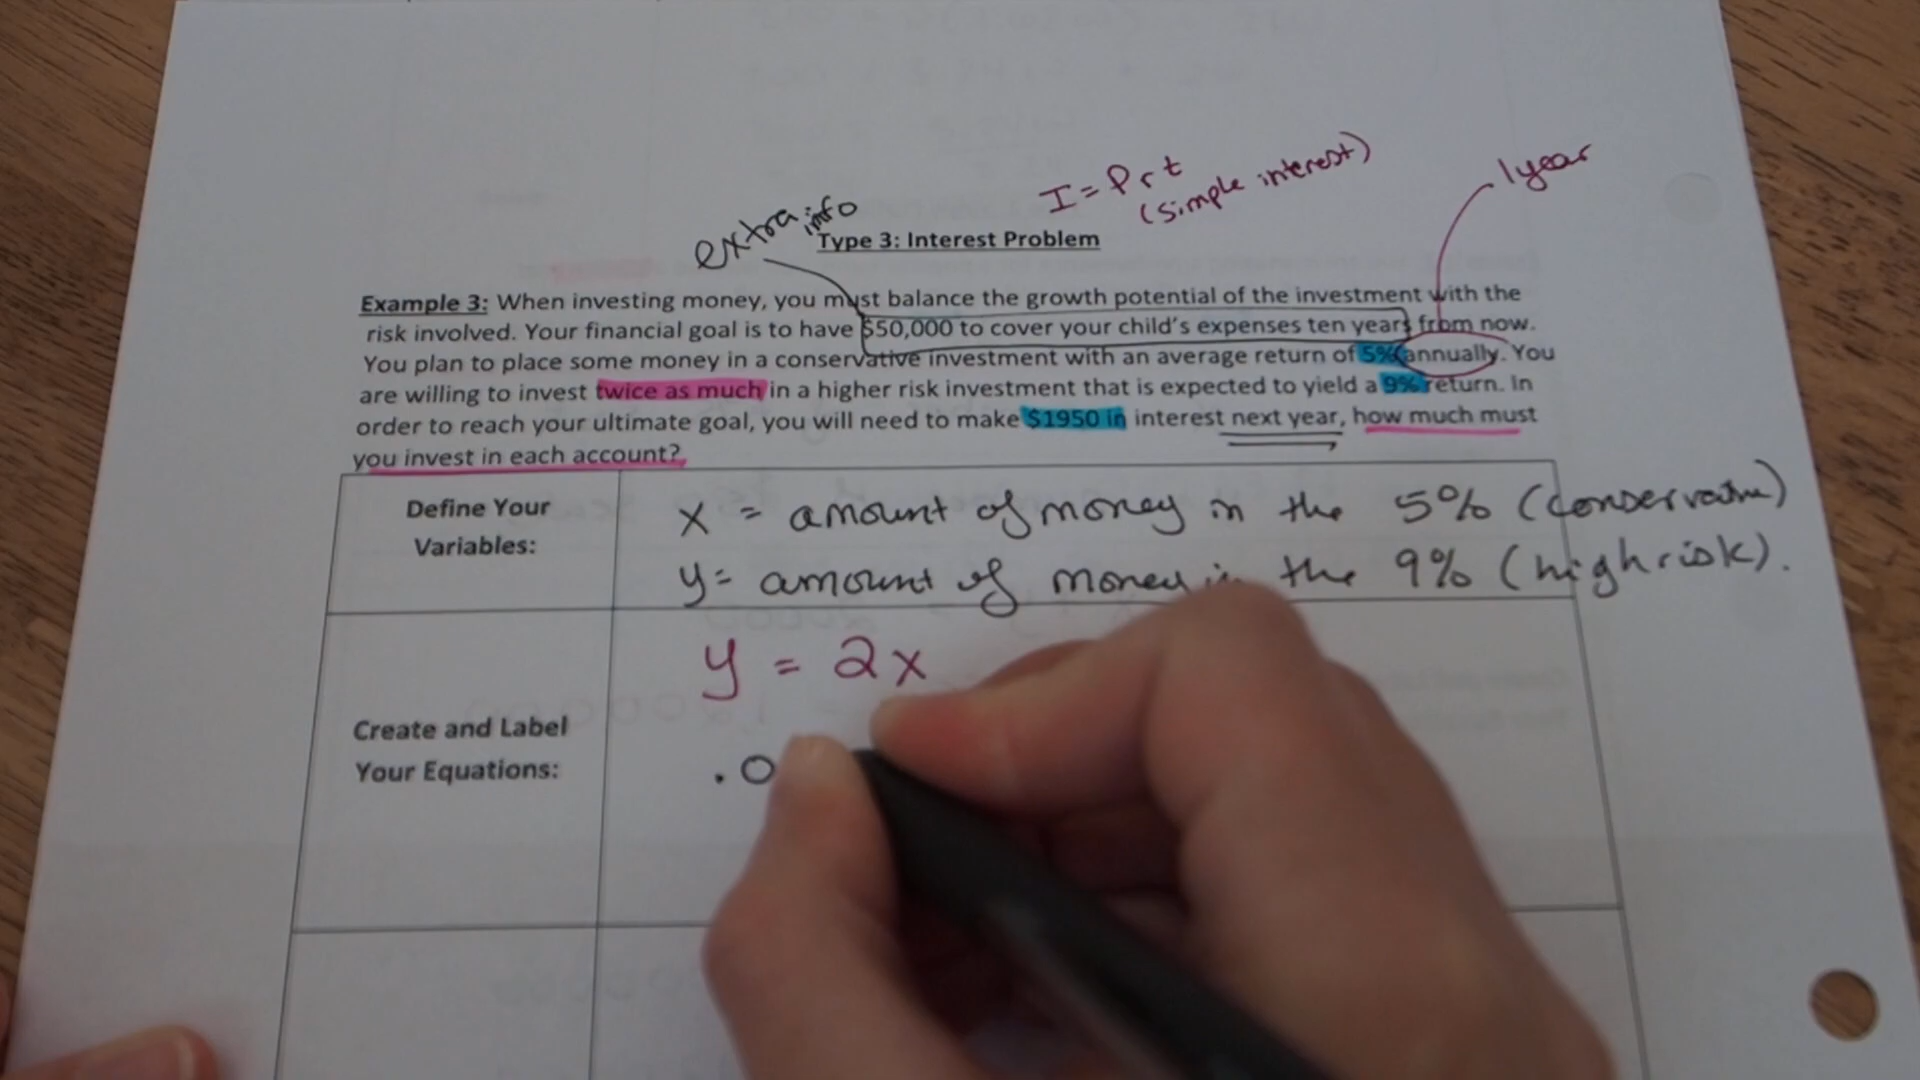 I = Prt
(simple interest)
1year
extra info
Type 3: Interest Problem
Example 3: When investing money, you must balance the growth potential of the investment with the
risk involved. Your financial goal is to have $50,000 to cover your child's expenses ten years from now.
You plan to place some money in a conservative investment with an average return of 5% annually. You
are willing to invest twice as much in a higher risk investment that is expected to yield a 9% return. In
order to reach your ultimate goal, you will need to make $1950 in interest next year, how much must
you invest in each account?
Define Your
Variables:
x = amount of money in the 5% (conservative)
y = amount of money in the 9% (high risk).
y = 2x
Create and Label
Your Equations:
.0